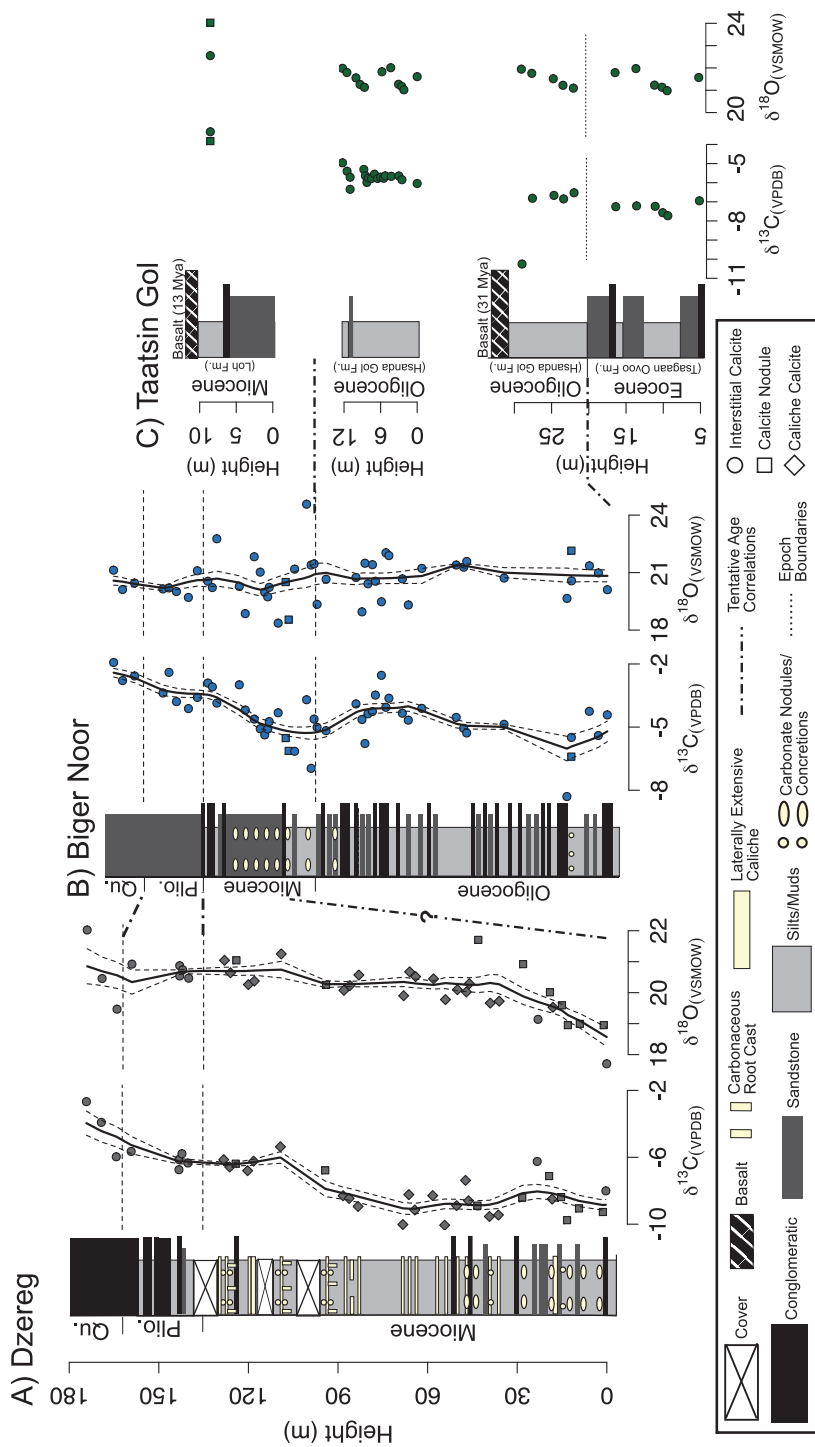 A) Dzereg
Qu.
Plio.
Miocene
180
150
120
90
60
30
0
Height (m)
-10
-6
-2
δ13C(VPDB)
18
20
22
δ18O(VSMOW)
?
B) Biger Noor
Qu.
Plio.
Miocene
Oligocene
-8
-5
-2
δ13C(VPDB)
18
21
24
δ18O(VSMOW)
C) Taatsin Gol
Basalt (13 Mya)
Miocene
(Loh Fm.)
10
5
0
Height (m)
Oligocene
(Hsanda Gol Fm.)
12
6
0
Height (m)
Basalt (31 Mya)
Oligocene
(Hsanda Gol Fm.)
Eocene
(Tsagaan Ovoo Fm.)
25
15
5
Height (m)
-11
-8
-5
δ13C(VPDB)
20
24
δ18O(VSMOW)
Cover
Basalt
Carbonaceous
Root Cast
Laterally Extensive
Caliche
Tentative Age
Correlations
Interstitial Calcite
Calcite Nodule
Caliche Calcite
Conglomeratic
Sandstone
Silts/Muds
Carbonate Nodules/
Concretions
Epoch
Boundaries